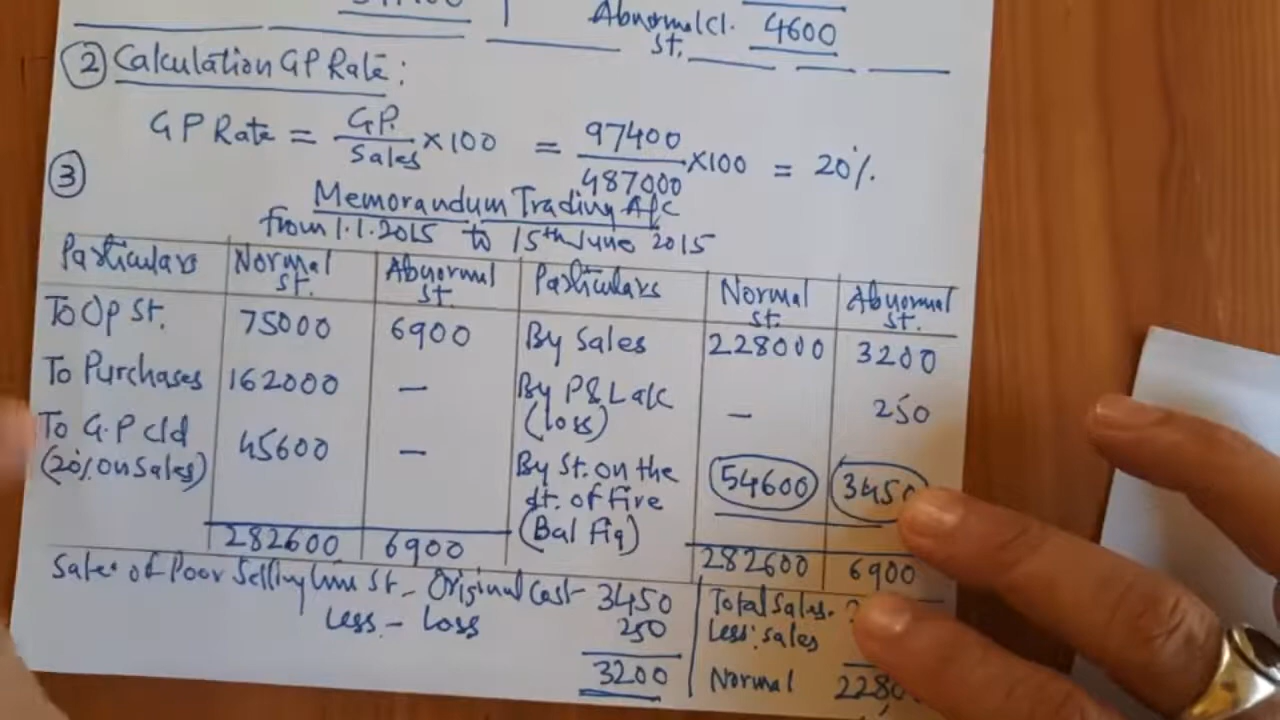 Abnormal cl. st. 4600
② Calculation GP Rate:
GP Rate = GP./Sales × 100 = 97400/487000 × 100 = 20%.
③
Memorandum Trading A/c
from 1.1.2015 to 15th June 2015
Particulars | Normal st. | Abnormal st. | Particulars | Normal st. | Abnormal st.
To Op St. | 75000 | 6900 | By Sales | 228000 | 3200
To Purchases | 162000 | — | By P&L a/c (loss) | — | 250
To G.P c/d (20% on Sales) | 45600 | — | By St. on the dt. of Fire (Bal Fig) | 54600 | 3450
282600 | 6900 | 282600 | 6900
Sales of Poor Selling line St - Original Cost 3450
Less - Loss 250
3200
Total Sales.
Less: Sales
Normal